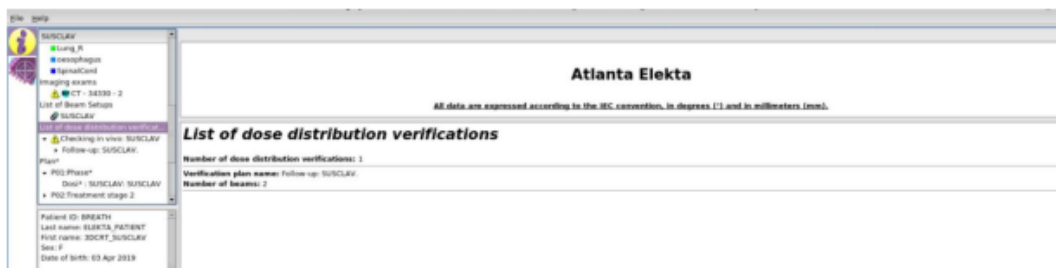 File Help
SUSCLAV
Lung_R
oesophagus
SpinalCord
Imaging exams
CT - 34330 - 2
List of Beam Setups
SUSCLAV
List of dose distribution verificat...
Checking in vivo: SUSCLAV
Follow-up: SUSCLAV.
Plan*
P01:Phase*
Dosi* : SUSCLAV: SUSCLAV
P02:Treatment stage 2
Patient ID: BREATH
Last name: ELEKTA_PATIENT
First name: 3DCRT_SUSCLAV
Sex: F
Date of birth: 03 Apr 2019
Atlanta Elekta
All data are expressed according to the IEC convention, in degrees (°) and in millimeters (mm).
List of dose distribution verifications
Number of dose distribution verifications: 1
Verification plan name: Follow-up: SUSCLAV.
Number of beams: 2